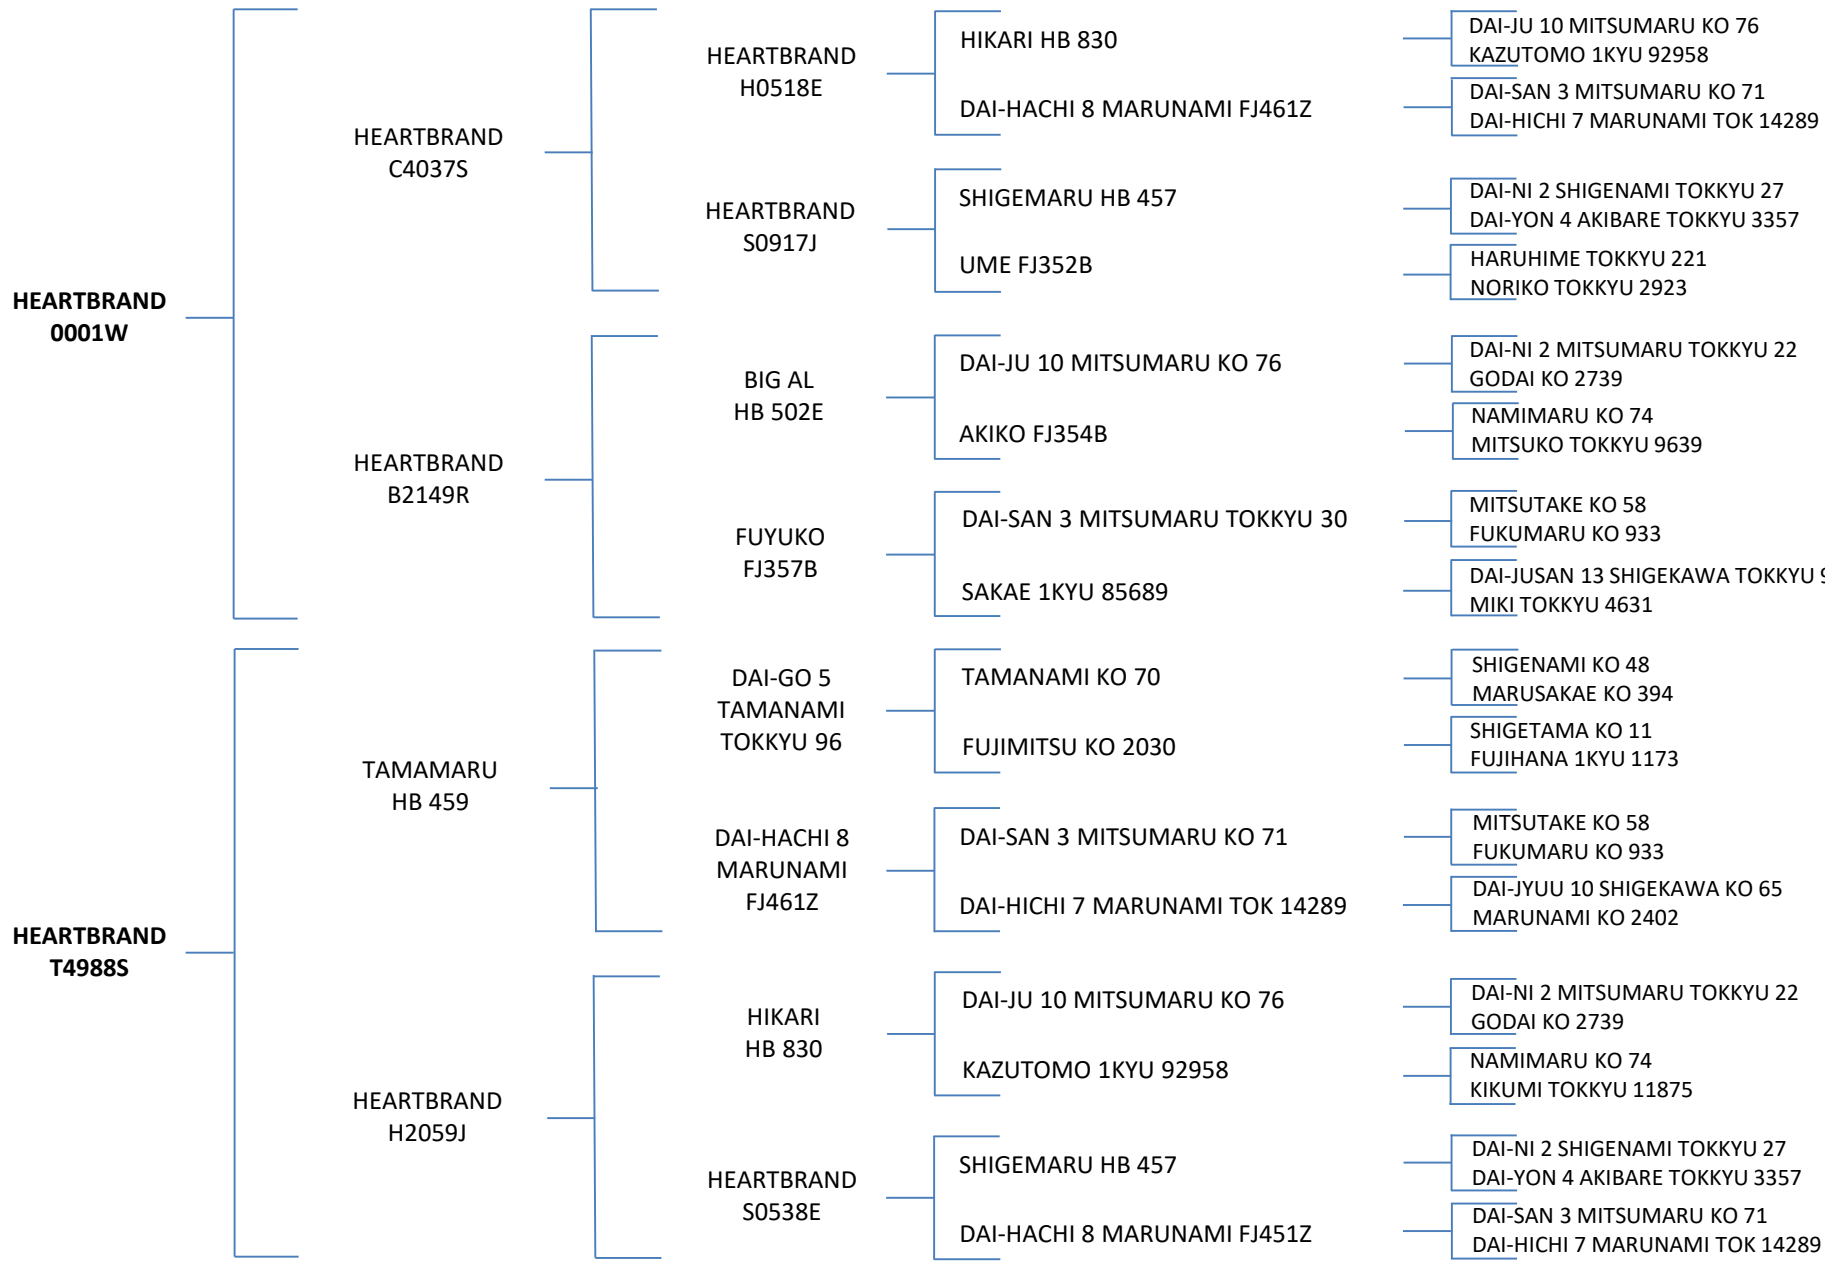 HEARTBRAND
0001W
HEARTBRAND
C4037S
HEARTBRAND
H0518E
HIKARI HB 830
DAI-JU 10 MITSUMARU KO 76
KAZUTOMO 1KYU 92958
DAI-HACHI 8 MARUNAMI FJ461Z
DAI-SAN 3 MITSUMARU KO 71
DAI-HICHI 7 MARUNAMI TOK 14289
HEARTBRAND
S0917J
SHIGEMARU HB 457
DAI-NI 2 SHIGENAMI TOKKYU 27
DAI-YON 4 AKIBARE TOKKYU 3357
UME FJ352B
HARUHIME TOKKYU 221
NORIKO TOKKYU 2923
HEARTBRAND
B2149R
BIG AL
HB 502E
DAI-JU 10 MITSUMARU KO 76
DAI-NI 2 MITSUMARU TOKKYU 22
GODAI KO 2739
AKIKO FJ354B
NAMIMARU KO 74
MITSUKO TOKKYU 9639
FUYUKO
FJ357B
DAI-SAN 3 MITSUMARU TOKKYU 30
MITSUTAKE KO 58
FUKUMARU KO 933
SAKAE 1KYU 85689
DAI-JUSAN 13 SHIGEKAWA TOKKYU
MIKI TOKKYU 4631
HEARTBRAND
T4988S
TAMAMARU
HB 459
DAI-GO 5
TAMANAMI
TOKKYU 96
TAMANAMI KO 70
SHIGENAMI KO 48
MARUSAKAE KO 394
FUJIMITSU KO 2030
SHIGETAMA KO 11
FUJIHANA 1KYU 1173
DAI-HACHI 8
MARUNAMI
FJ461Z
DAI-SAN 3 MITSUMARU KO 71
MITSUTAKE KO 58
FUKUMARU KO 933
DAI-HICHI 7 MARUNAMI TOK 14289
DAI-JYUU 10 SHIGEKAWA KO 65
MARUNAMI KO 2402
HEARTBRAND
H2059J
HIKARI
HB 830
DAI-JU 10 MITSUMARU KO 76
DAI-NI 2 MITSUMARU TOKKYU 22
GODAI KO 2739
KAZUTOMO 1KYU 92958
NAMIMARU KO 74
KIKUMI TOKKYU 11875
HEARTBRAND
S0538E
SHIGEMARU HB 457
DAI-NI 2 SHIGENAMI TOKKYU 27
DAI-YON 4 AKIBARE TOKKYU 3357
DAI-HACHI 8 MARUNAMI FJ451Z
DAI-SAN 3 MITSUMARU KO 71
DAI-HICHI 7 MARUNAMI TOK 14289